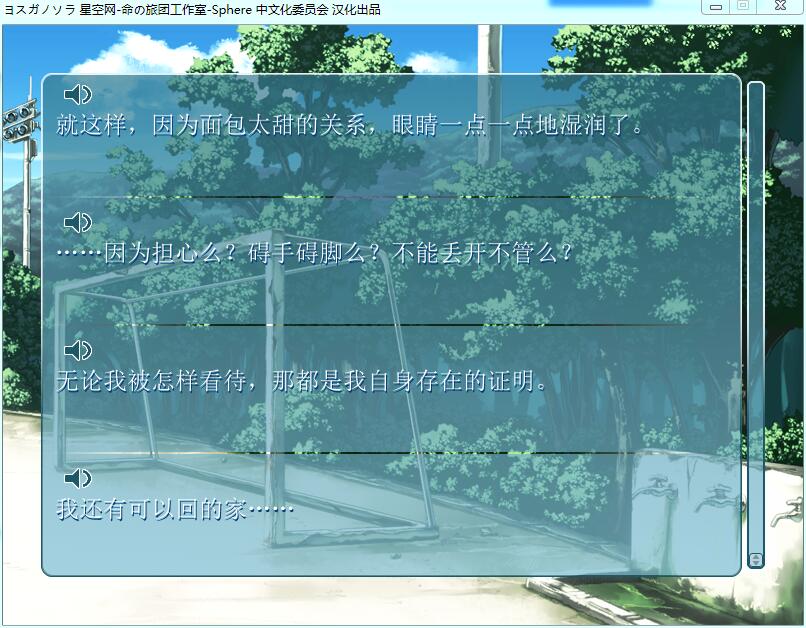 ヨスガノソラ 星空网-命の旅团工作室-Sphere 中文化委员会 汉化出品
就这样，因为面包太甜的关系，眼睛一点一点地湿润了。
……因为担心么？碍手碍脚么？不能丢开不管么？
无论我被怎样看待，那都是我自身存在的证明。
我还有可以回的家……